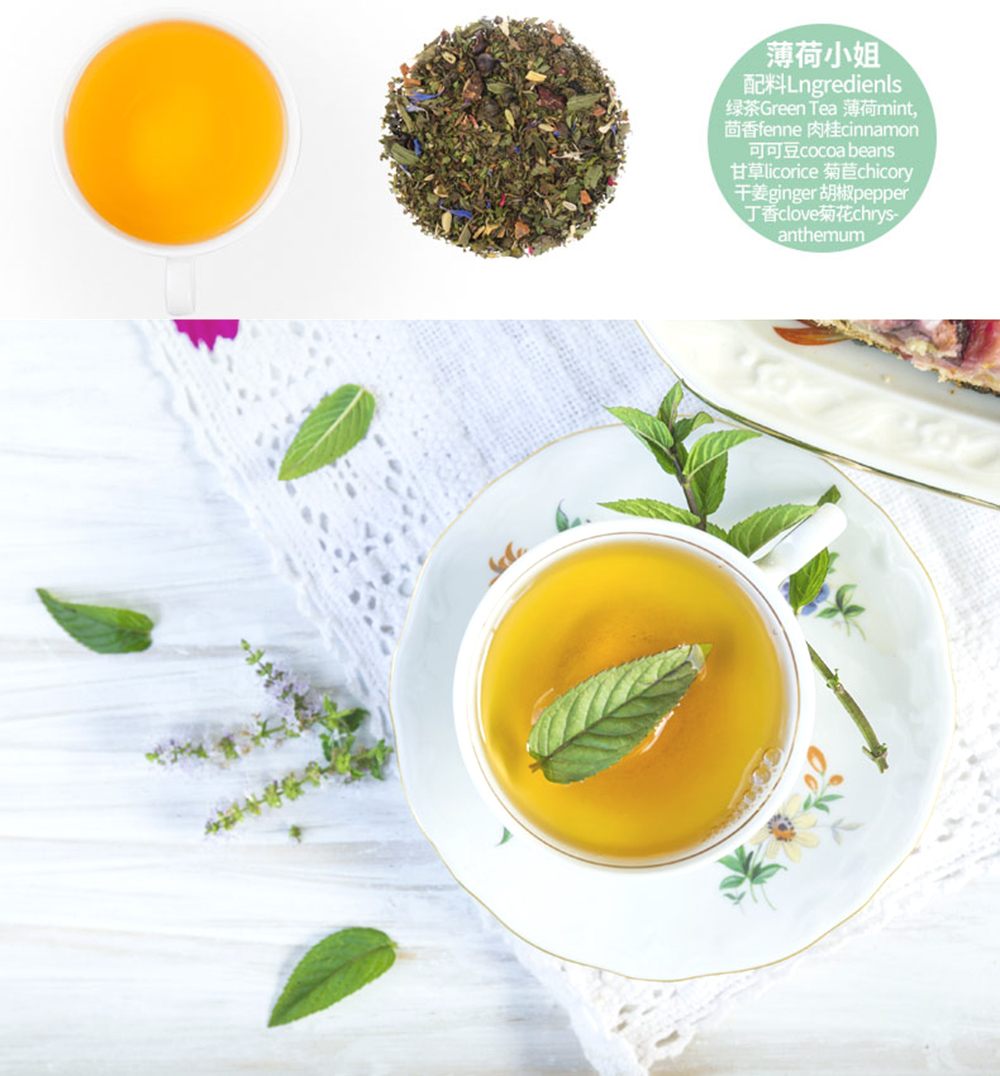 薄荷小姐
配料Lngredienls
绿茶Green Tea 薄荷mint,
茴香fenne 肉桂cinnamon
可可豆cocoa beans
甘草licorice 菊苣chicory
干姜ginger 胡椒pepper
丁香clove菊花chrys-
anthemum